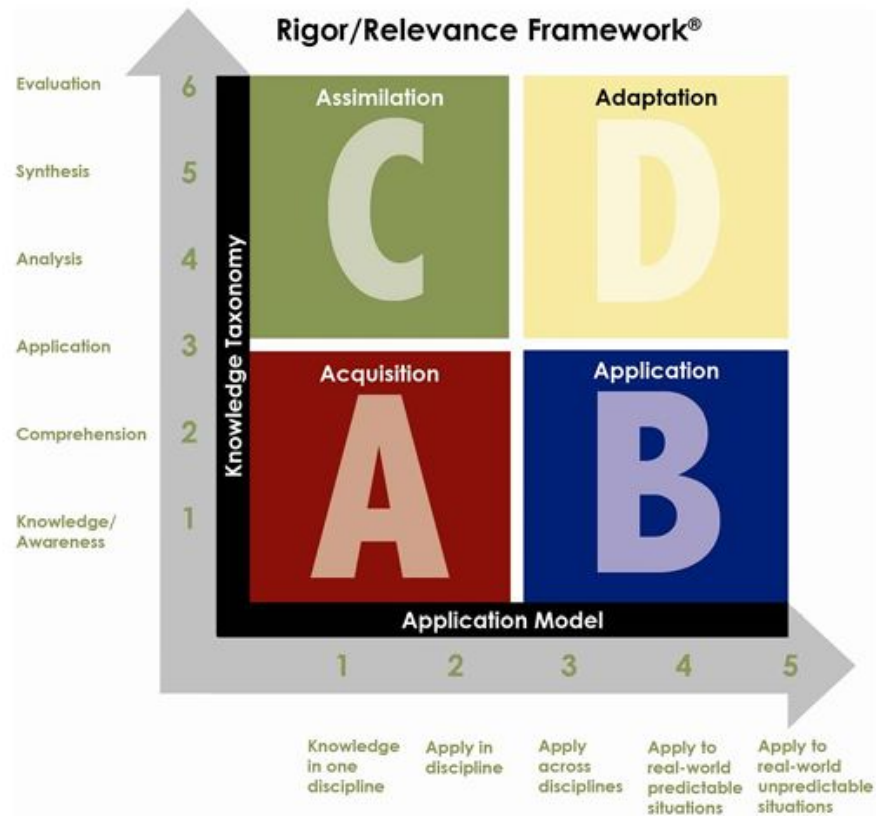 Rigor/Relevance Framework®
Evaluation
6
Synthesis
5
Analysis
4
Application
3
Comprehension
2
Knowledge/
Awareness
1
Knowledge Taxonomy
Assimilation
C
Adaptation
D
Acquisition
A
Application
B
Application Model
1
2
3
4
5
Knowledge
in one
discipline
Apply in
discipline
Apply
across
disciplines
Apply to
real-world
predictable
situations
Apply to
real-world
unpredictable
situations